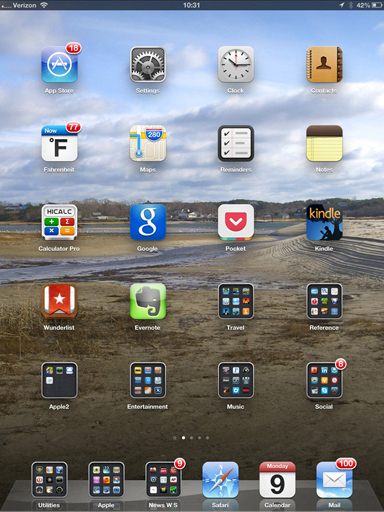 Verizon 10:31 42%
18
App Store Settings Clock Contacts
Now 77 °F 280
Fahrenheit Maps Reminders Notes
HICALC kindle
Calculator Pro Google Pocket Kindle
Wunderlist Evernote Travel Reference
6
Apple2 Entertainment Music Social
9 Monday 9 100
Utilities Apple News W S Safari Calendar Mail